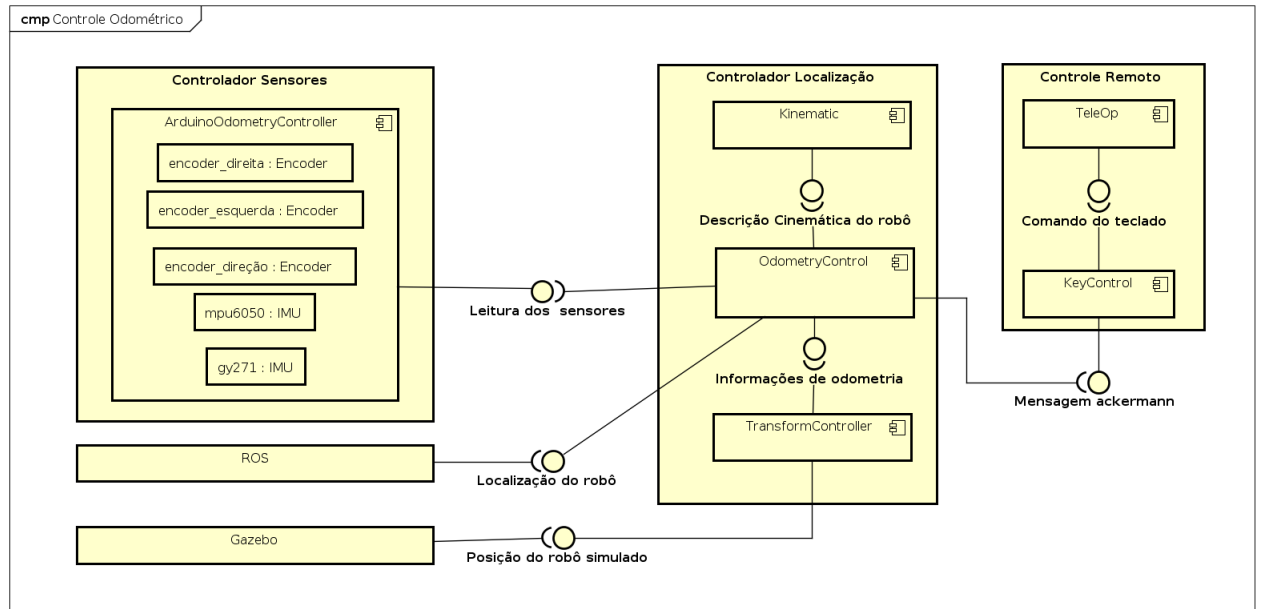 cmp Controle Odométrico
Controlador Sensores
ArduinoOdometryController
encoder_direita : Encoder
encoder_esquerda : Encoder
encoder_direção : Encoder
mpu6050 : IMU
gy271 : IMU
ROS
Gazebo
Leitura dos sensores
Localização do robô
Posição do robô simulado
Controlador Localização
Kinematic
Descrição Cinemática do robô
OdometryControl
Informações de odometria
TransformController
Controle Remoto
TeleOp
Comando do teclado
KeyControl
Mensagem ackermann